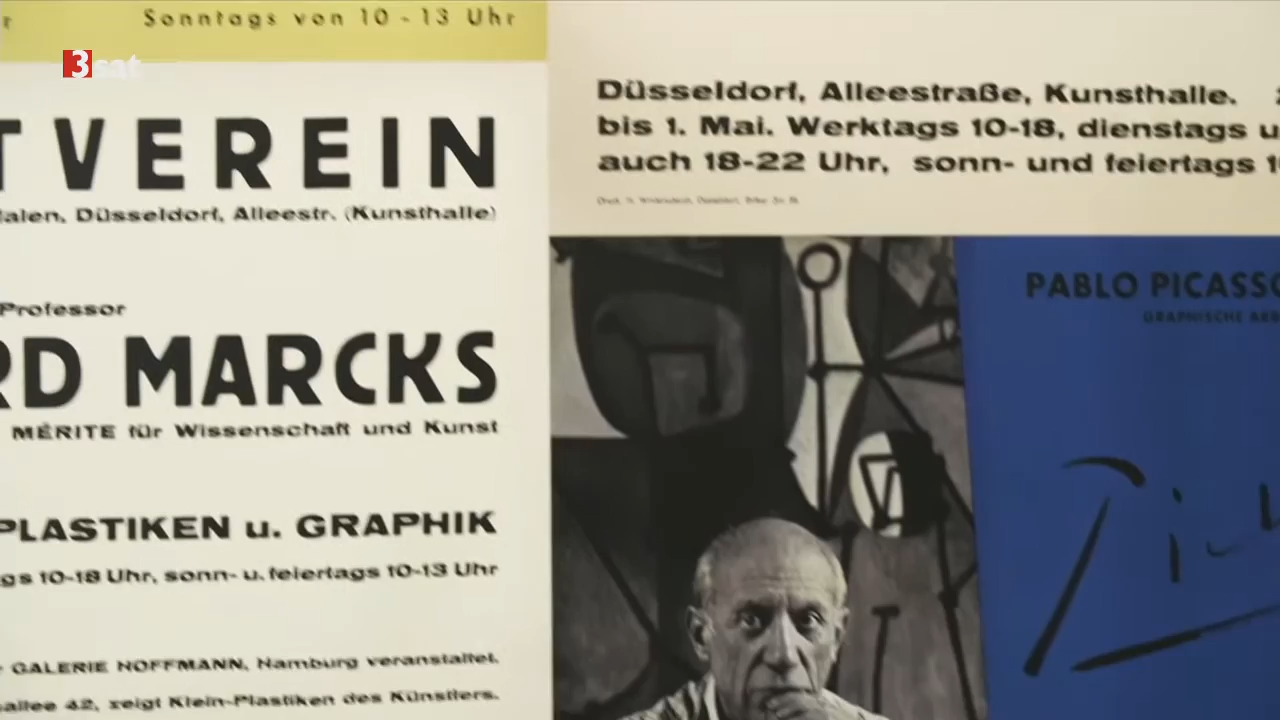 r Sonntags von 10 - 13 Uhr
3sat
TVEREIN
alen, Düsseldorf, Alleestr. (Kunsthalle)
Professor
RD MARCKS
MÉRITE für Wissenschaft und Kunst
PLASTIKEN u. GRAPHIK
gs 10-18 Uhr, sonn- u. feiertags 10-13 Uhr
GALERIE HOFFMANN, Hamburg veranstaltet.
allee 42, zeigt Klein-Plastiken des Künstlers.
Düsseldorf, Alleestraße, Kunsthalle.
bis 1. Mai. Werktags 10-18, dienstags u
auch 18-22 Uhr, sonn- und feiertags 1
PABLO PICASSO
GRAPHISCHE